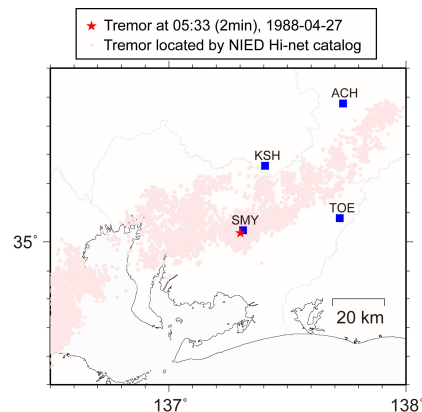 Tremor at 05:33 (2min), 1988-04-27
Tremor located by NIED Hi-net catalog
ACH
KSH
SMY
TOE
35°
20 km
137°
138°